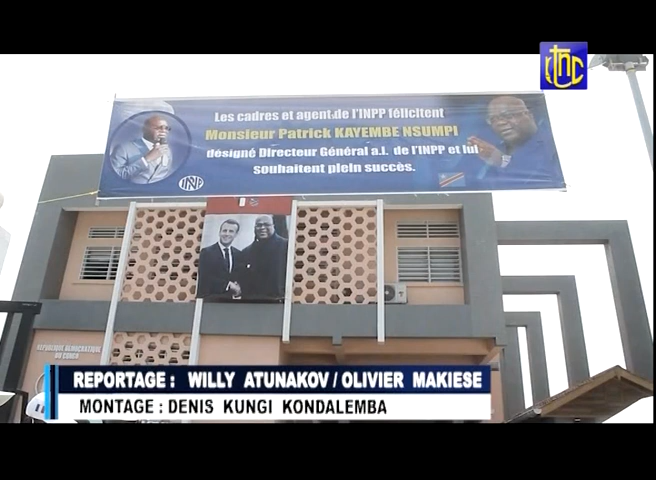 Les cadres et agent de l'INPP félicitent
Monsieur Patrick KAYEMBE NSUMPI
désigné Directeur Général a.i. de l'INPP et lui
souhaitent plein succès.
INPP
REPUBLIQUE DEMOCRATIQUE
DU CONGO
REPORTAGE : WILLY ATUNAKOV / OLIVIER MAKIESE
MONTAGE : DENIS KUNGI KONDALEMBA